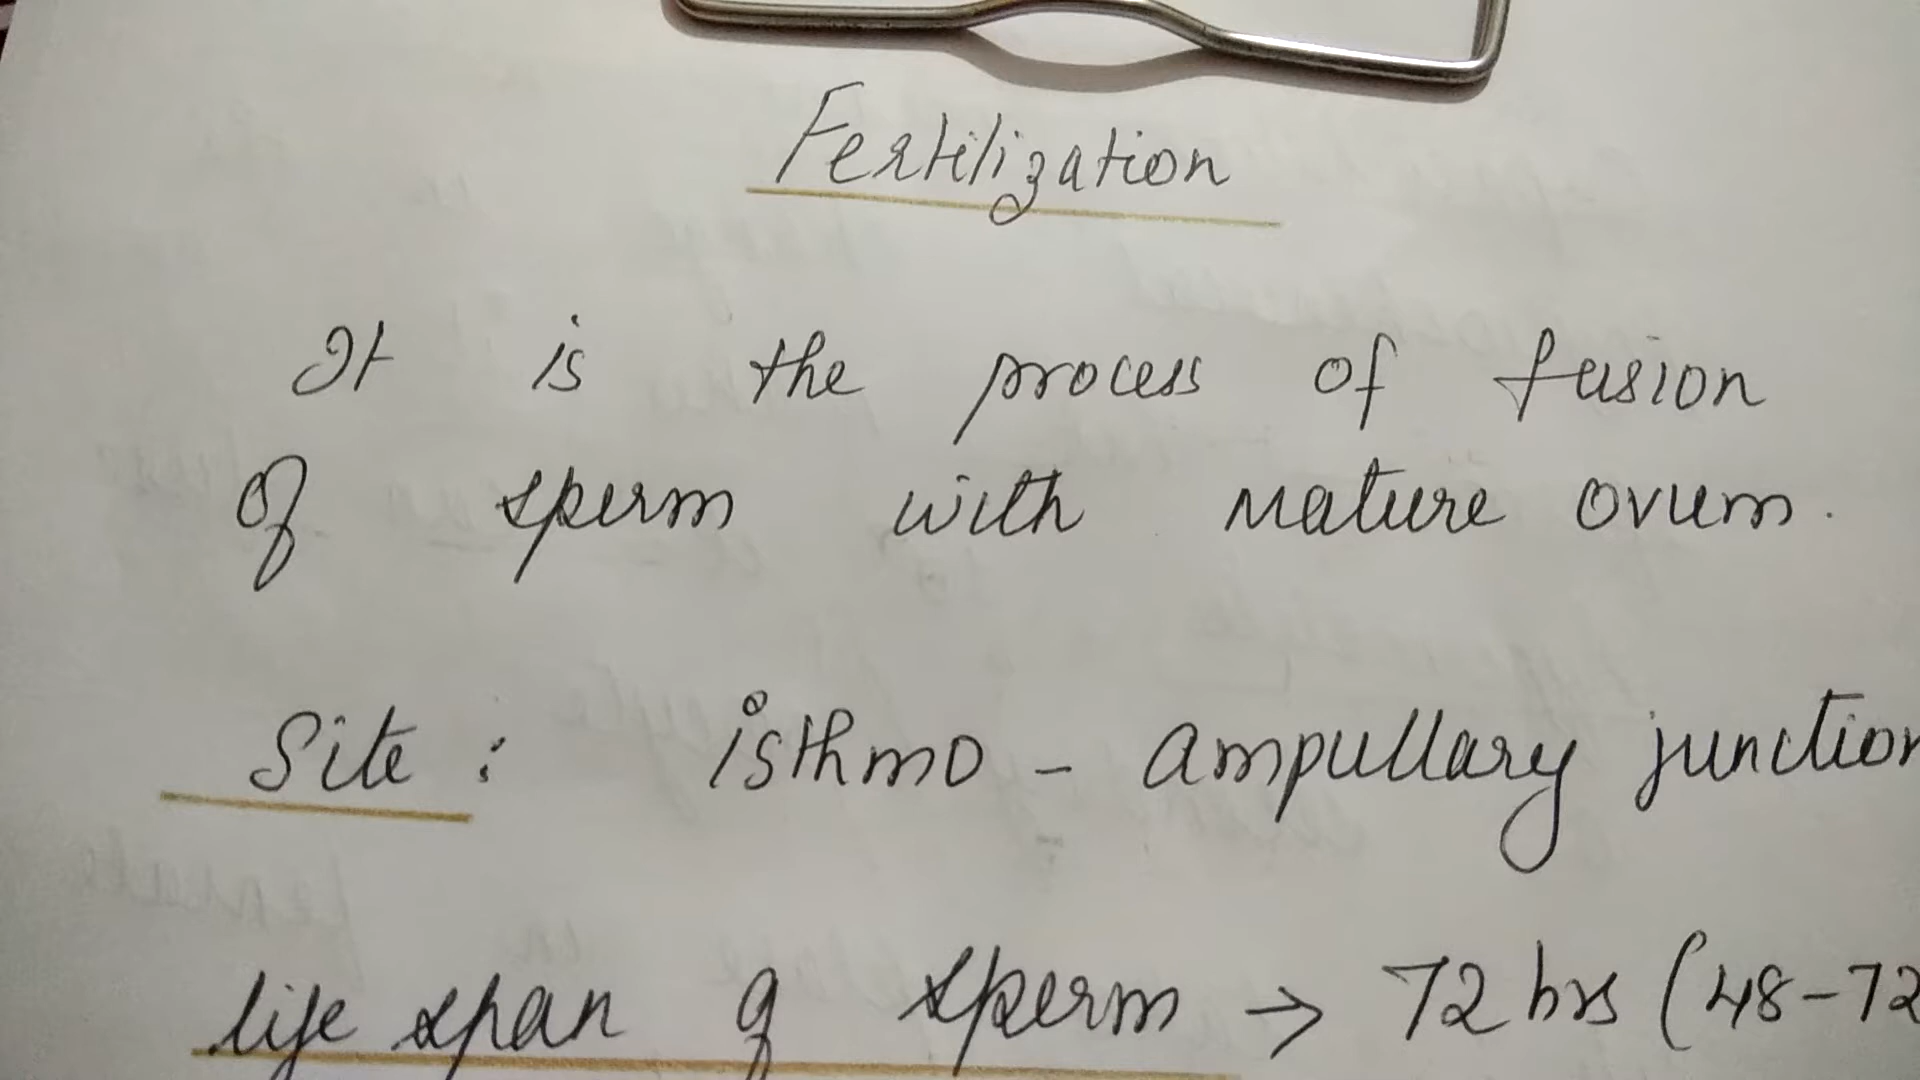 Fertilization
It is the process of fusion
of sperm with mature ovum.
Site : isthmo - ampullary junction
life span of sperm → 72 hrs (48-72